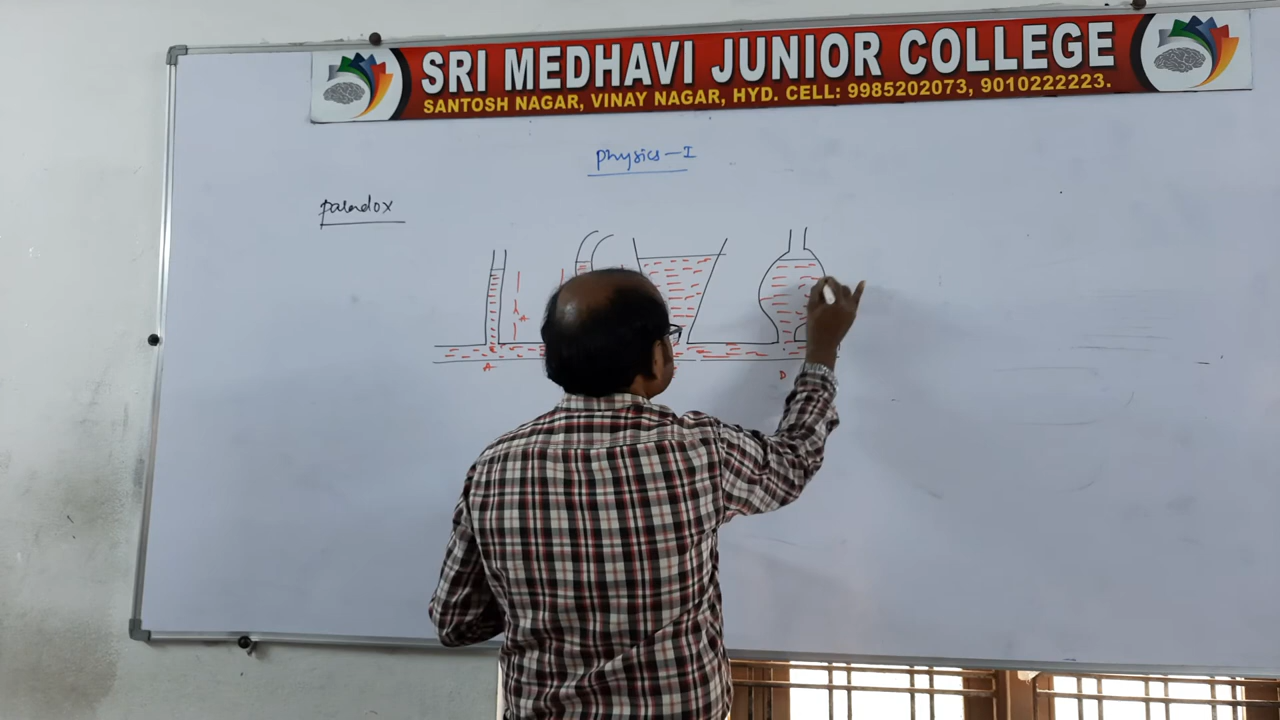 SRI MEDHAVI JUNIOR COLLEGE
SANTOSH NAGAR, VINAY NAGAR, HYD. CELL: 9985202073, 9010222223.
Physics-I
Paradox
A
A
D